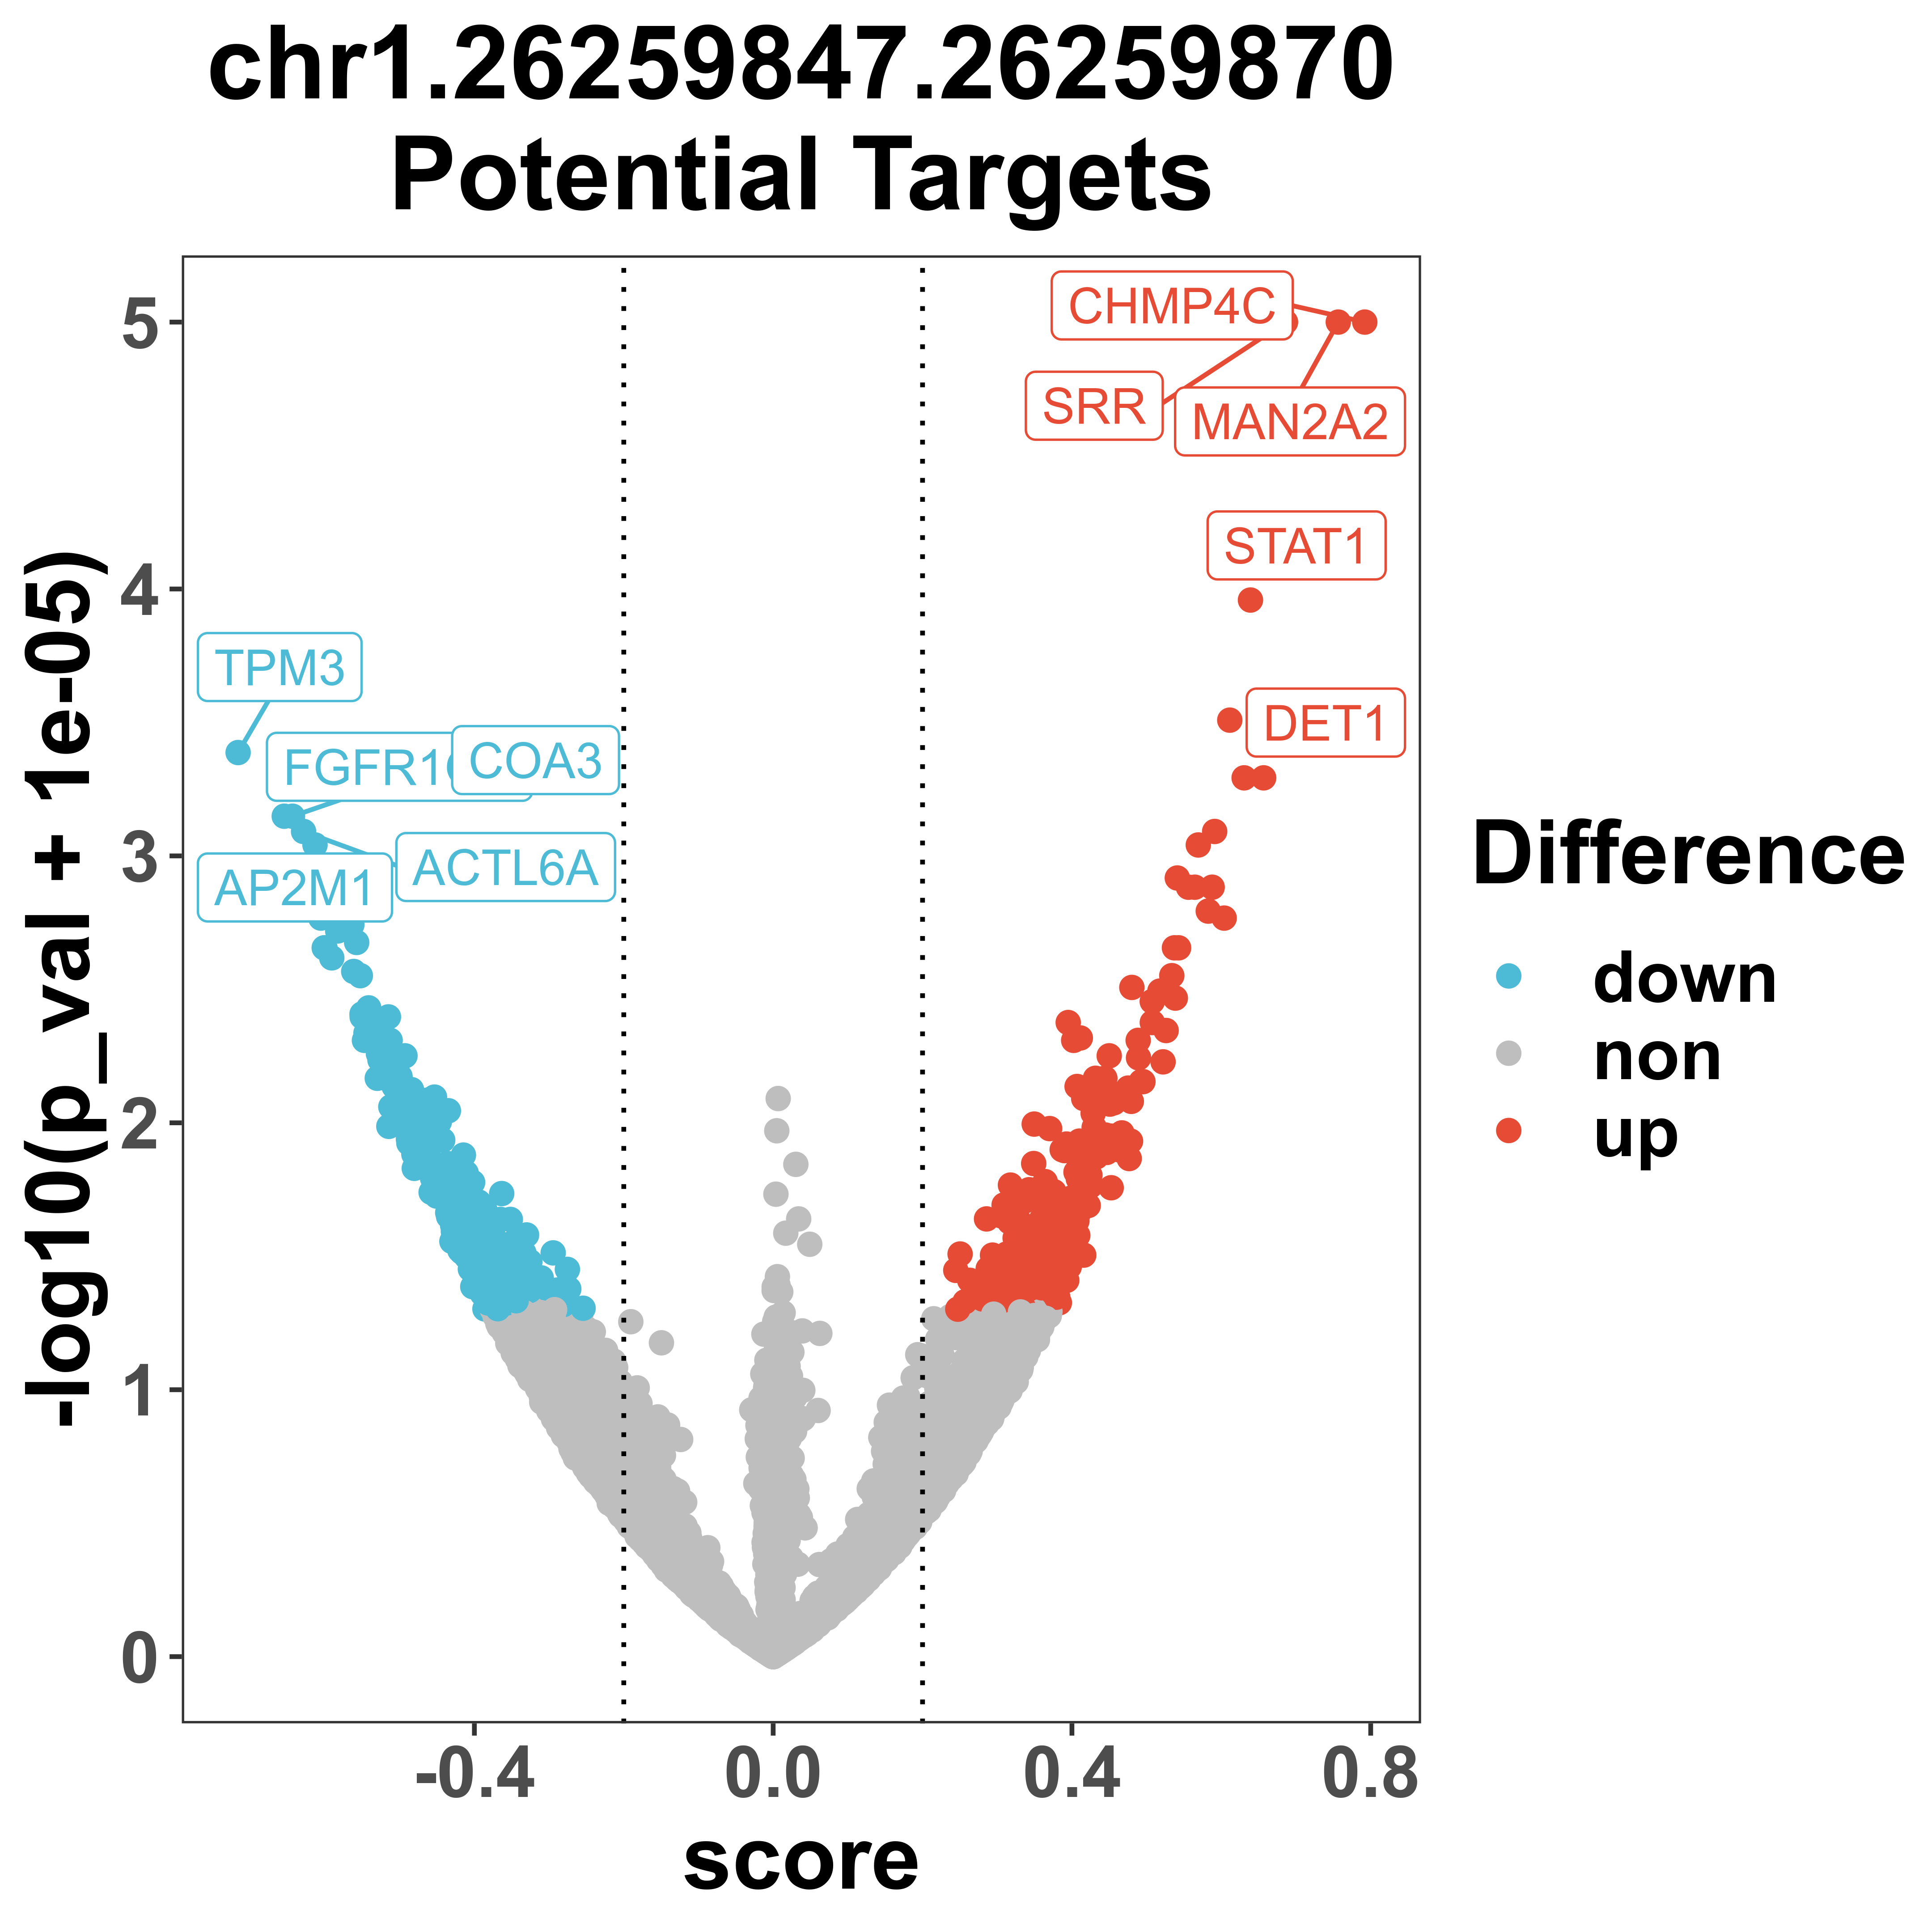 chr1.26259847.26259870
Potential Targets
-log10(p_val + 1e-05)
5
4
3
2
1
0
CHMP4C
SRR
MAN2A2
STAT1
DET1
TPM3
COA3
ACTL6A
AP2M1
-0.4
0.0
0.4
0.8
score
Difference
down
non
up